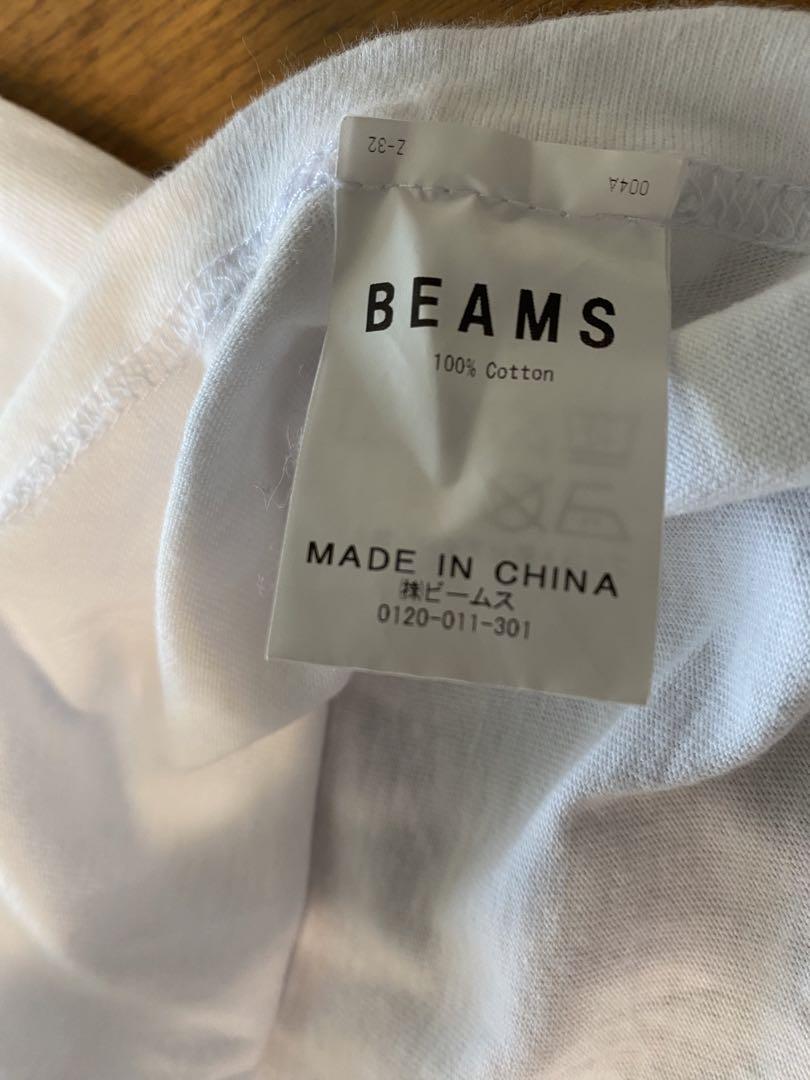 Z-32
004A
BEAMS
100% Cotton
MADE IN CHINA
㈱ビームス
0120-011-301